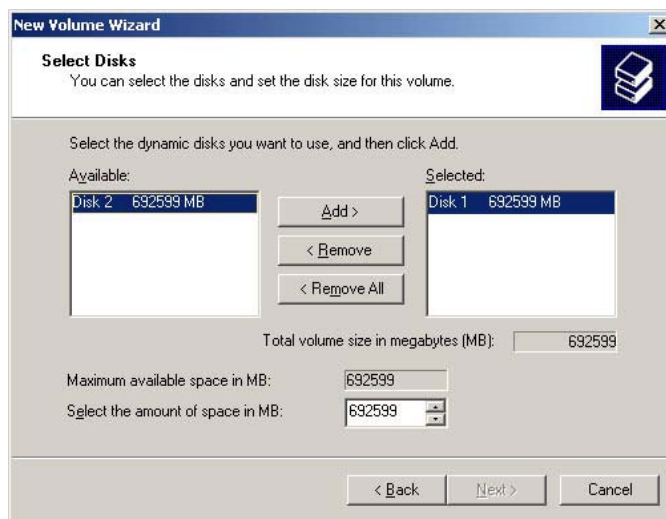 New Volume Wizard
Select Disks
You can select the disks and set the disk size for this volume.
Select the dynamic disks you want to use, and then click Add.
Available:
Selected:
Disk 2 692599 MB
Disk 1 692599 MB
Add >
< Remove
< Remove All
Total volume size in megabytes (MB): 692599
Maximum available space in MB: 692599
Select the amount of space in MB: 692599
< Back
Next >
Cancel